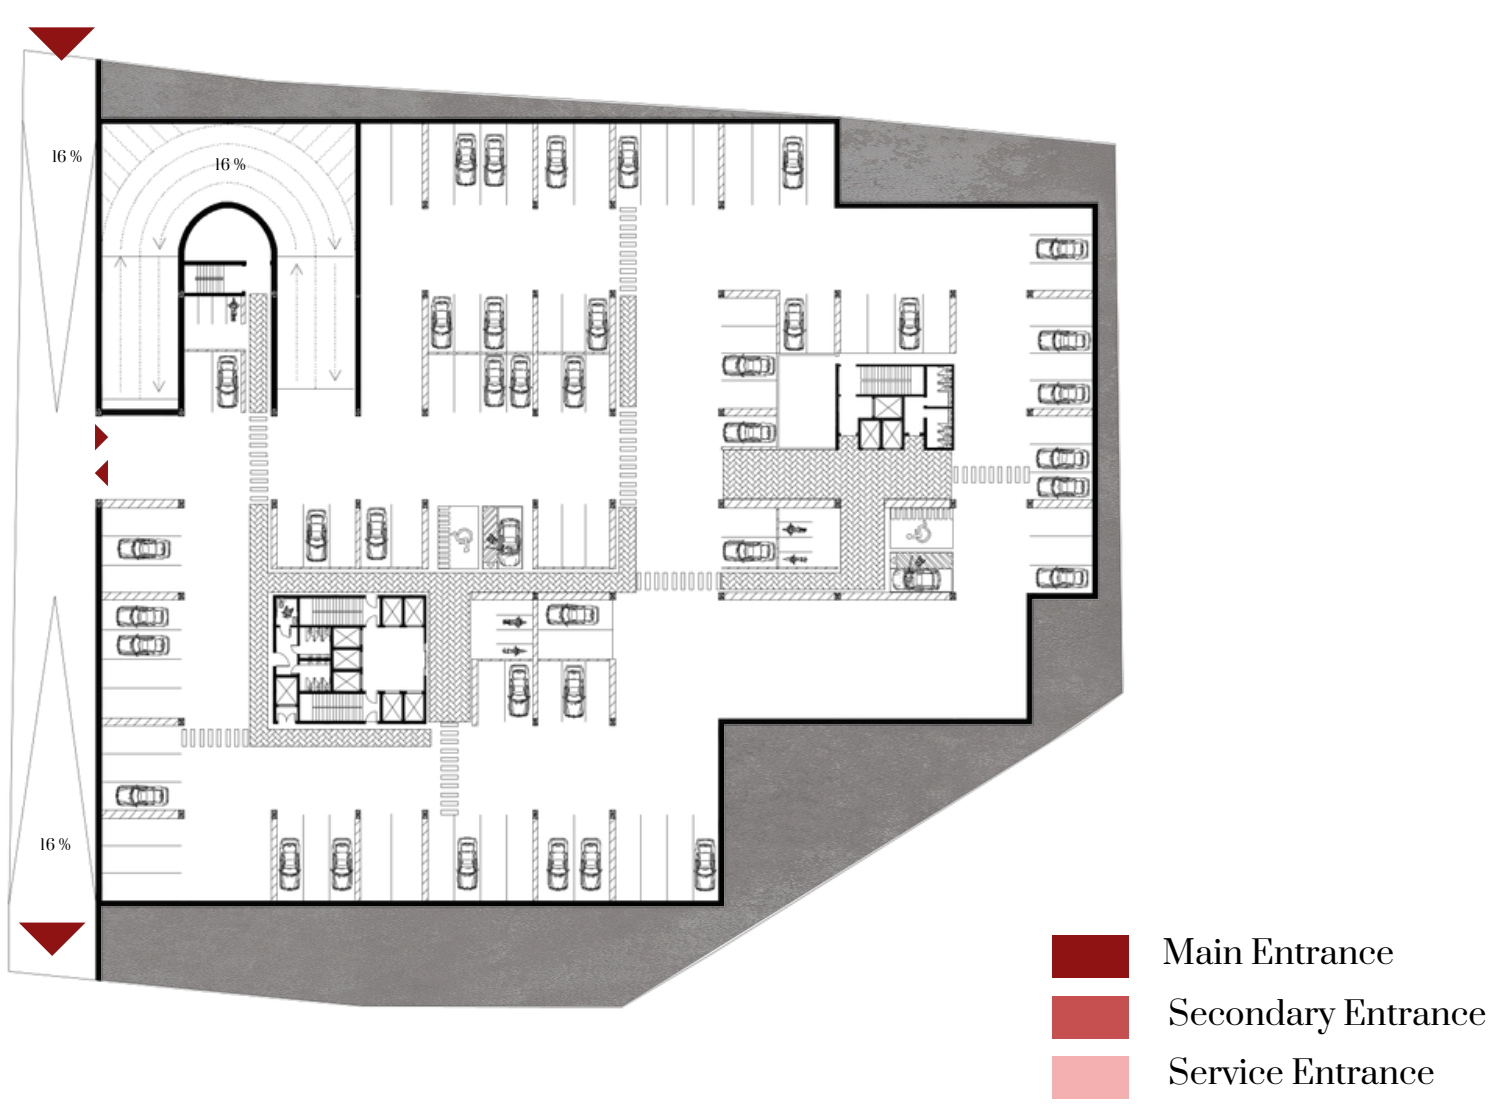 16 %
16 %
16 %
Main Entrance
Secondary Entrance
Service Entrance